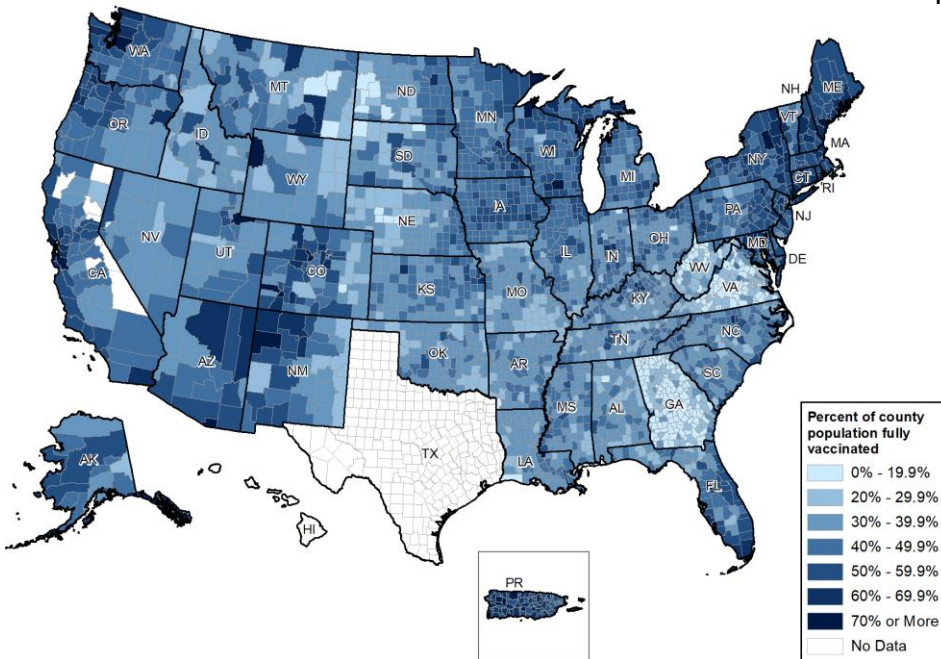 WA
MT
ND
MN
ME
NH
VT
OR
ID
SD
WI
MI
NY
MA
CT
RI
WY
IA
PA
NJ
NE
NV
UT
CO
IL
IN
OH
MD
DE
WV
VA
CA
KS
MO
KY
AZ
NM
OK
AR
TN
NC
SC
MS
AL
GA
TX
LA
FL
AK
HI
PR
Percent of county
population fully
vaccinated
0% - 19.9%
20% - 29.9%
30% - 39.9%
40% - 49.9%
50% - 59.9%
60% - 69.9%
70% or More
No Data